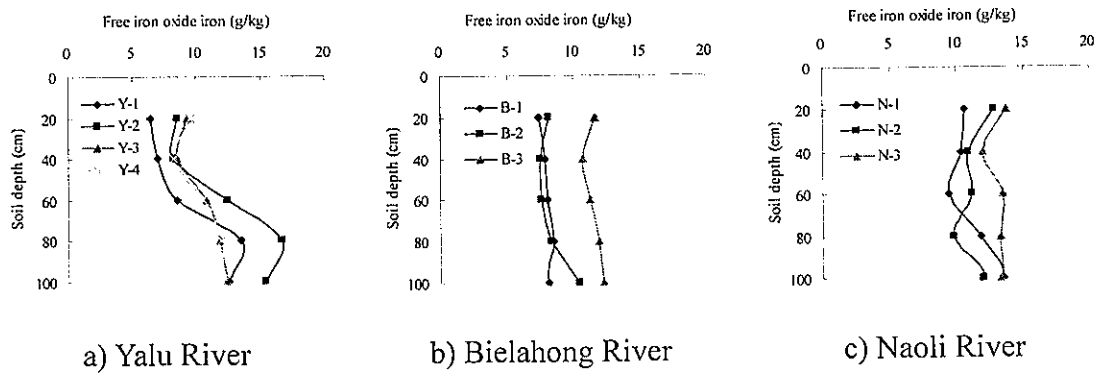 Free iron oxide iron (g/kg)
0 5 10 15 20
0
20
40
60
80
100
Soil depth (cm)
Y-1
Y-2
Y-3
Y-4
a) Yalu River
Free iron oxide iron (g/kg)
0 5 10 15 20
0
20
40
60
80
100
Soil depth (cm)
B-1
B-2
B-3
b) Bielahong River
Free iron oxide iron (g/kg)
0 5 10 15 20
0
20
40
60
80
100
Soil depth (cm)
N-1
N-2
N-3
c) Naoli River